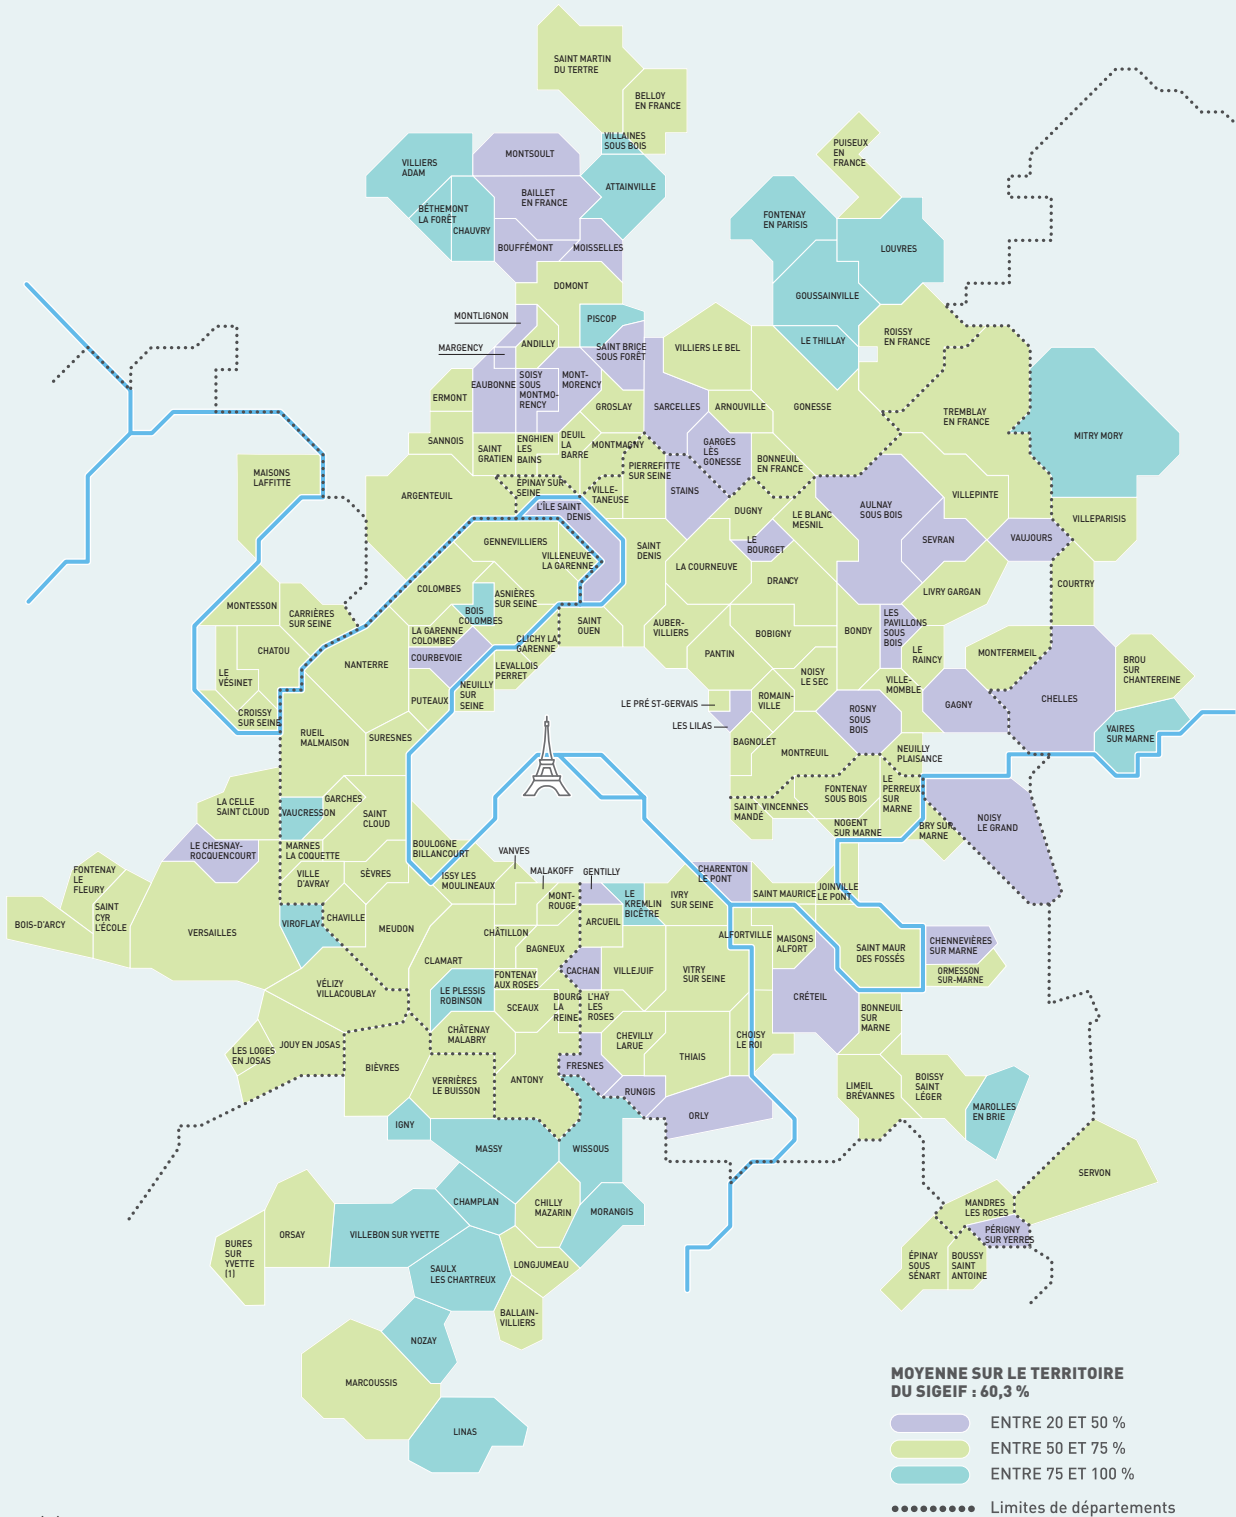 SAINT MARTIN
DU TERTRE
BELLOY
EN FRANCE
VILLAINES
SOUS BOIS
PUISEUX
EN
FRANCE
MONTSOULT
VILLIERS
ADAM
BAILLET
EN FRANCE
ATTAINVILLE
BÉTHEMONT
LA FORÊT
CHAUVRY
FONTENAY
EN PARISIS
LOUVRES
BOUFFÉMONT
MOISSELLES
DOMONT
GOUSSAINVILLE
MONTLIGNON
PISCOP
MARGENCY
ANDILLY
SAINT BRICE
SOUS FORÊT
VILLIERS LE BEL
LE THILLAY
ROISSY
EN FRANCE
EAUBONNE
SOISY
SOUS
MONTMO-
RENCY
MONT-
MORENCY
ERMONT
GROSLAY
SARCELLES
ARNOUVILLE
GONESSE
TREMBLAY
EN FRANCE
MITRY MORY
SANNOIS
SAINT
GRATIEN
ENGHIEN
LES
BAINS
DEUIL
LA
BARRE
MONTMAGNY
GARGES
LÈS
GONESSE
BONNEUIL
EN FRANCE
PIERREFITTE
SUR SEINE
MAISONS
LAFFITTE
ARGENTEUIL
ÉPINAY SUR
SEINE
VILLE-
TANEUSE
STAINS
VILLEPINTE
L'ÎLE SAINT
DENIS
DUGNY
LE BLANC
MESNIL
AULNAY
SOUS BOIS
VILLEPARISIS
GENNEVILLIERS
VILLENEUVE
LA GARENNE
SAINT
DENIS
LE
BOURGET
SEVRAN
VAUJOURS
LA COURNEUVE
DRANCY
COLOMBES
ASNIÈRES
SUR SEINE
LIVRY GARGAN
COURTRY
MONTESSON
CARRIÈRES
SUR SEINE
BOIS
COLOMBES
LA GARENNE
COLOMBES
CLICHY LA
GARENNE
SAINT
OUEN
AUBER-
VILLIERS
BOBIGNY
BONDY
LES
PAVILLONS
SOUS
BOIS
CHATOU
NANTERRE
COURBEVOIE
LEVALLOIS
PERRET
PANTIN
LE
RAINCY
MONTFERMEIL
BROU
SUR
CHANTEREINE
LE
VÉSINET
NOISY
LE SEC
VILLE-
MOMBLE
CROISSY
SUR SEINE
PUTEAUX
NEUILLY
SUR
SEINE
LE PRÉ ST-GERVAIS
ROMAIN-
VILLE
ROSNY
SOUS
BOIS
GAGNY
CHELLES
LES LILAS
RUEIL
MALMAISON
SURESNES
BAGNOLET
MONTREUIL
NEUILLY
PLAISANCE
VAIRES
SUR MARNE
LA CELLE
SAINT CLOUD
VAUCRESSON
GARCHES
SAINT
CLOUD
SAINT
MANDÉ
VINCENNES
FONTENAY
SOUS BOIS
LE
PERREUX
SUR
MARNE
NOISY
LE GRAND
NOGENT
SUR MARNE
BRY SUR
MARNE
LE CHESNAY-
ROCQUENCOURT
MARNES
LA COQUETTE
BOULOGNE
BILLANCOURT
VANVES
MALAKOFF
GENTILLY
CHARENTON
LE PONT
FONTENAY
LE
FLEURY
VILLE
D'AVRAY
SÈVRES
ISSY LES
MOULINEAUX
MONT-
ROUGE
LE
KREMLIN
BICÊTRE
IVRY
SUR SEINE
SAINT MAURICE
JOINVILLE
LE PONT
BOIS-D'ARCY
SAINT
CYR
L'ÉCOLE
VERSAILLES
VIROFLAY
CHAVILLE
MEUDON
CHÂTILLON
ARCUEIL
ALFORTVILLE
MAISONS
ALFORT
SAINT MAUR
DES FOSSÉS
CHENNEVIÈRES
SUR MARNE
CLAMART
BAGNEUX
CACHAN
VILLEJUIF
VITRY
SUR SEINE
ORMESSON
SUR-MARNE
VÉLIZY
VILLACOUBLAY
LE PLESSIS
ROBINSON
FONTENAY
AUX ROSES
SCEAUX
BOURG
LA
REINE
L'HAŸ
LES
ROSES
CRÉTEIL
BONNEUIL
SUR
MARNE
LES LOGES
EN JOSAS
JOUY EN JOSAS
CHÂTENAY
MALABRY
CHEVILLY
LARUE
THIAIS
CHOISY
LE ROI
BIÈVRES
VERRIÈRES
LE BUISSON
ANTONY
FRESNES
RUNGIS
ORLY
LIMEIL
BRÉVANNES
BOISSY
SAINT
LÉGER
MAROLLES
EN BRIE
IGNY
MASSY
WISSOUS
SERVON
CHAMPLAN
CHILLY
MAZARIN
MORANGIS
MANDRES
LES ROSES
ORSAY
VILLEBON SUR YVETTE
PÉRIGNY
SUR YERRES
BURES
SUR
YVETTE
(1)
SAULX
LES CHARTREUX
LONGJUMEAU
ÉPINAY
SOUS
SÉNART
BOUSSY
SAINT
ANTOINE
BALLAIN-
VILLIERS
NOZAY
MARCOUSSIS
LINAS
MOYENNE SUR LE TERRITOIRE
DU SIGEIF : 60,3 %
ENTRE 20 ET 50 %
ENTRE 50 ET 75 %
ENTRE 75 ET 100 %
Limites de départements